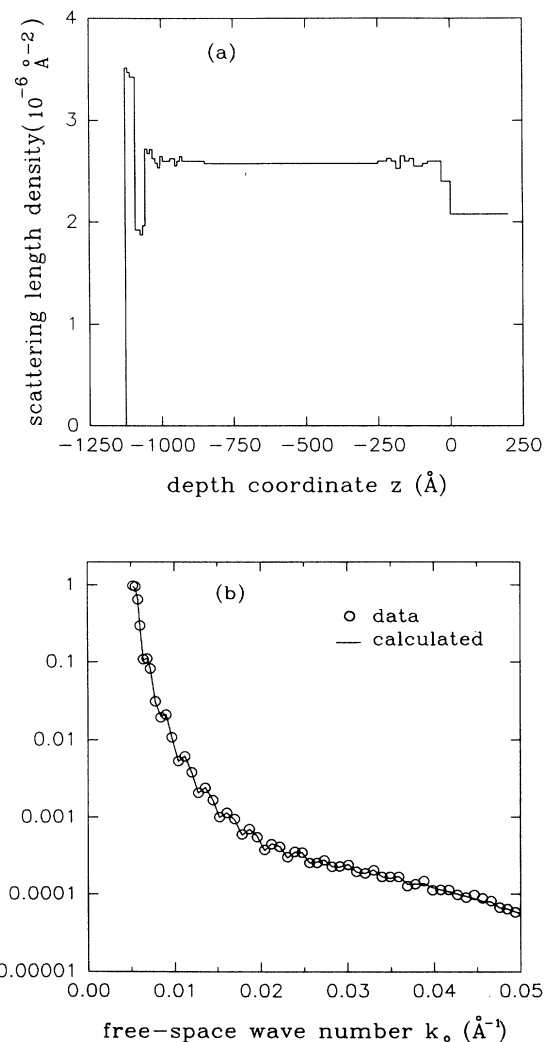 (a)
scattering length density(10⁻⁶ Å⁻²)
4
3
2
1
0
−1250 −1000 −750 −500 −250 0 250
depth coordinate z (Å)
(b)
○ data
— calculated
1
0.1
0.01
0.001
0.0001
0.00001
0.00 0.01 0.02 0.03 0.04 0.05
free−space wave number k₀ (Å⁻¹)